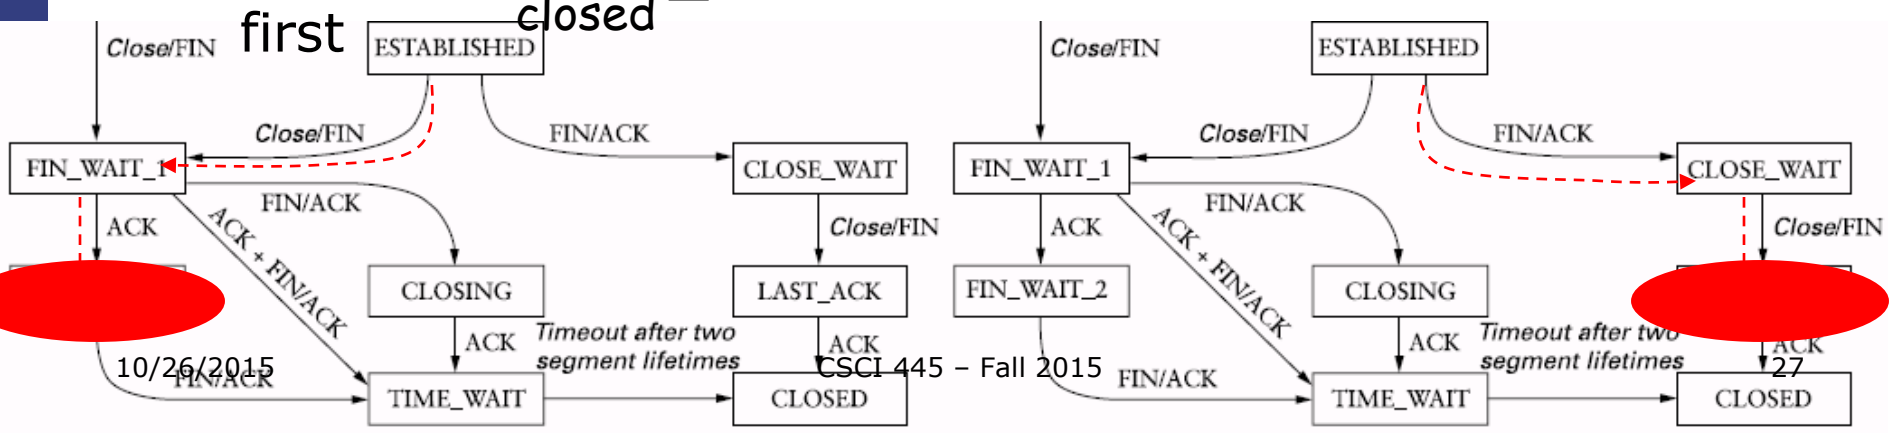 first
closed
Close/FIN
ESTABLISHED
Close/FIN
FIN/ACK
FIN_WAIT_1
CLOSE_WAIT
FIN/ACK
ACK
ACK + FIN/ACK
Close/FIN
CLOSING
LAST_ACK
ACK
Timeout after two
segment lifetimes
ACK
FIN/ACK
TIME_WAIT
CLOSED
Close/FIN
ESTABLISHED
Close/FIN
FIN/ACK
FIN_WAIT_1
CLOSE_WAIT
FIN/ACK
ACK
ACK + FIN/ACK
Close/FIN
FIN_WAIT_2
CLOSING
ACK
Timeout after two
segment lifetimes
ACK
FIN/ACK
TIME_WAIT
CLOSED
10/26/2015
CSCI 445 – Fall 2015
27